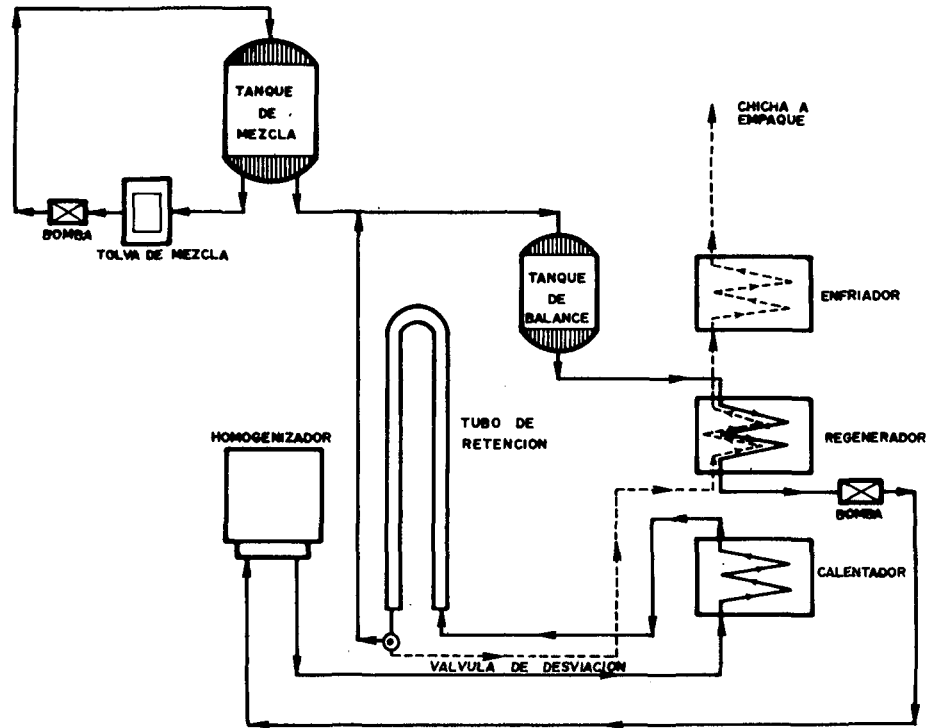 TANQUE
DE
MEZCLA
CHICHA A
EMPAQUE
BOMBA
TOLVA DE MEZCLA
TANQUE
DE
BALANCE
ENFRIADOR
TUBO DE
RETENCION
HOMOGENIZADOR
REGENERADOR
BOMBA
CALENTADOR
VALVULA DE DESVIACION